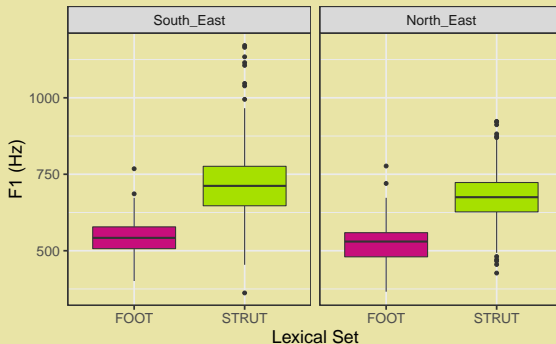 South_East North_East
F1 (Hz)
1000
750
500
FOOT STRUT FOOT STRUT
Lexical Set